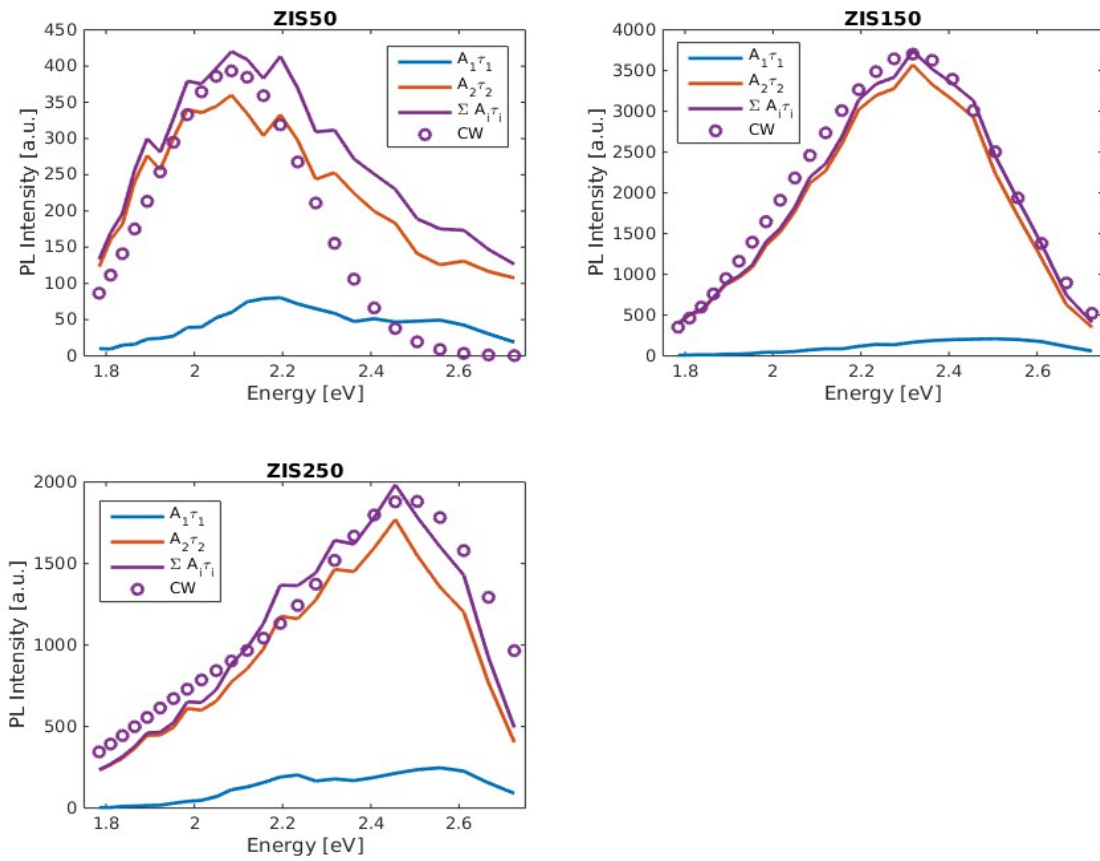 ZIS50
450
400
350
300
250
200
150
100
50
0
PL Intensity [a.u.]
A₁τ₁
A₂τ₂
Σ Aᵢτᵢ
CW
1.8 2 2.2 2.4 2.6
Energy [eV]
ZIS150
4000
3500
3000
2500
2000
1500
1000
500
0
PL Intensity [a.u.]
A₁τ₁
A₂τ₂
Σ Aᵢτᵢ
CW
1.8 2 2.2 2.4 2.6
Energy [eV]
ZIS250
2000
1500
1000
500
0
PL Intensity [a.u.]
A₁τ₁
A₂τ₂
Σ Aᵢτᵢ
CW
1.8 2 2.2 2.4 2.6
Energy [eV]